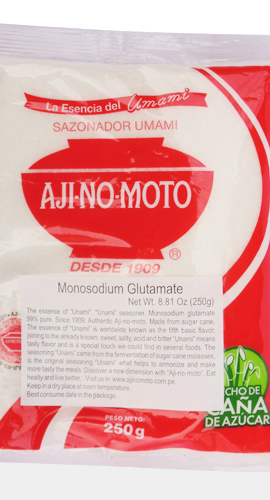 La Esencia del Umami
SAZONADOR UMAMI
AJI-NO-MOTO
®
DESDE 1909
Monosodium Glutamate
Net Wt. 8.81 Oz (250g)
The essence of "Umami". "Umami" seasoner. Monosodium glutamate
99% pure. Since 1909, Authentic Aji-no-moto. Made from sugar cane.
The essence of "Umami" is worldwide known as the fifth basic flavor,
joining the already known: sweet, salty, acid and bitter "Umami" means
tasty flavor and is a special touch we could find in several foods. The
seasoning "Umami" came from the fermentation of sugar cane molasses.
is the original seasoning "Umami" what helps to armonize and make
more tasty the meals. Discover a new dimension with "Aji-no-moto". Eat
healty and live better. Visit us in: www.ajinomoto.com.pe.
Keep in a dry place at room temperature.
Best consume date in the package.
PESO NETO:
250 g
ECHO DE
CAÑA
DE AZÚCAR